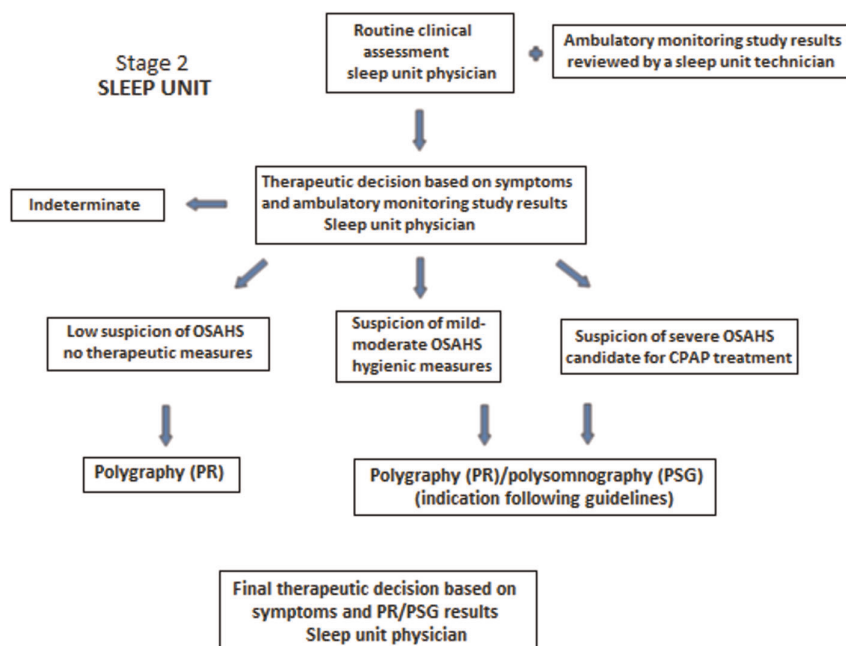 Stage 2
SLEEP UNIT
Routine clinical
assessment
sleep unit physician
Ambulatory monitoring study results
reviewed by a sleep unit technician
Therapeutic decision based on symptoms
and ambulatory monitoring study results
Sleep unit physician
Indeterminate
Low suspicion of OSAHS
no therapeutic measures
Suspicion of mild-
moderate OSAHS
hygienic measures
Suspicion of severe OSAHS
candidate for CPAP treatment
Polygraphy (PR)
Polygraphy (PR)/polysomnography (PSG)
(indication following guidelines)
Final therapeutic decision based on
symptoms and PR/PSG results
Sleep unit physician